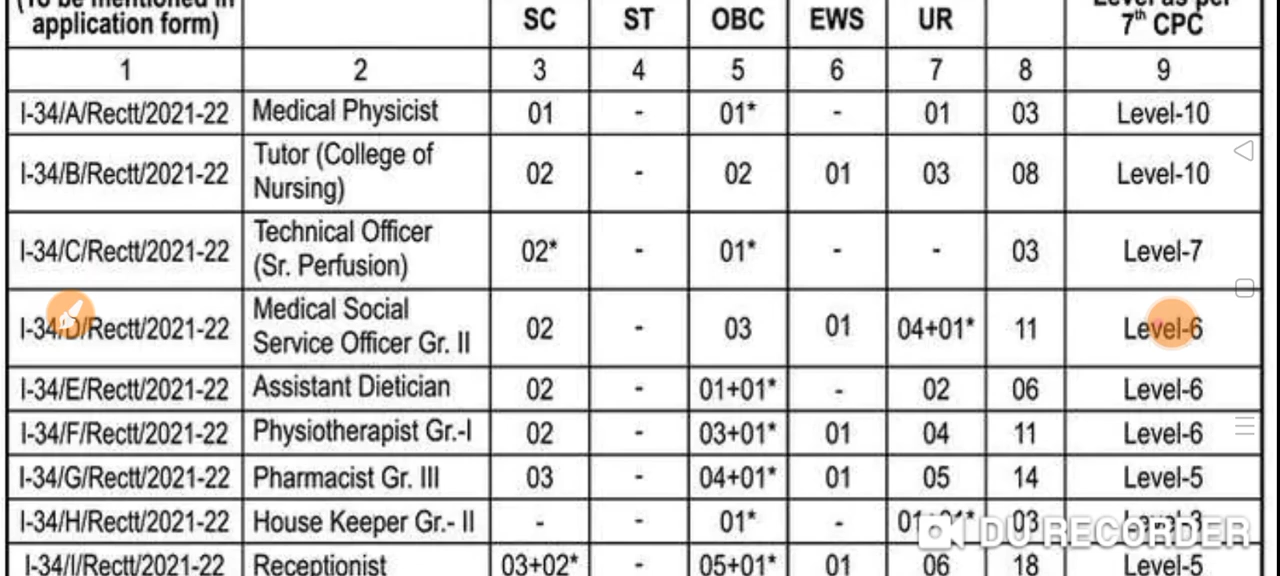 (To be mentioned in Level as per
application form) SC ST OBC EWS UR 7th CPC
1 2 3 4 5 6 7 8 9
I-34/A/Rectt/2021-22 Medical Physicist 01 - 01* - 01 03 Level-10
I-34/B/Rectt/2021-22 Tutor (College of Nursing) 02 - 02 01 03 08 Level-10
I-34/C/Rectt/2021-22 Technical Officer (Sr. Perfusion) 02* - 01* - - 03 Level-7
I-34/D/Rectt/2021-22 Medical Social Service Officer Gr. II 02 - 03 01 04+01* 11 Level-6
I-34/E/Rectt/2021-22 Assistant Dietician 02 - 01+01* - 02 06 Level-6
I-34/F/Rectt/2021-22 Physiotherapist Gr.-I 02 - 03+01* 01 04 11 Level-6
I-34/G/Rectt/2021-22 Pharmacist Gr. III 03 - 04+01* 01 05 14 Level-5
I-34/H/Rectt/2021-22 House Keeper Gr.- II - - 01* - 03
I-34/I/Rectt/2021-22 Receptionist 03+02* - 05+01* 01 06 18 Level-5
DU RECORDER